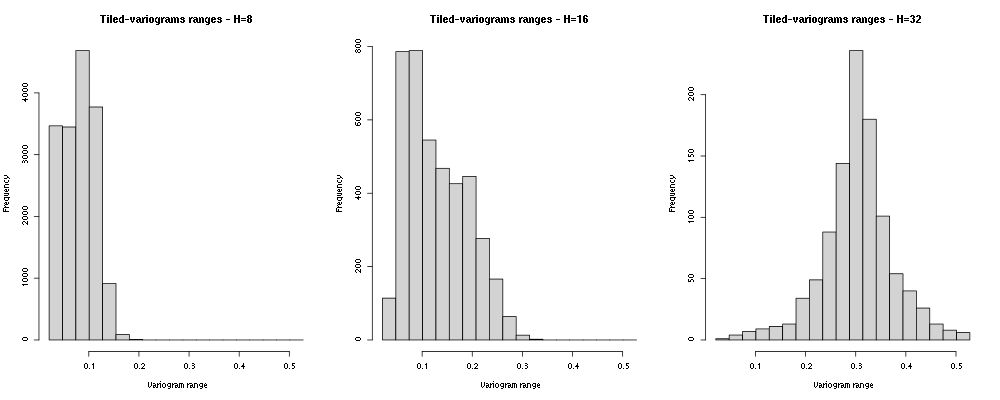 Tiled-variograms ranges - H=8
Frequency
4000
3000
2000
1000
0
0.1 0.2 0.3 0.4 0.5
Variogram range
Tiled-variograms ranges - H=16
Frequency
800
600
400
200
0
0.1 0.2 0.3 0.4 0.5
Variogram range
Tiled-variograms ranges - H=32
Frequency
200
150
100
50
0
0.1 0.2 0.3 0.4 0.5
Variogram range